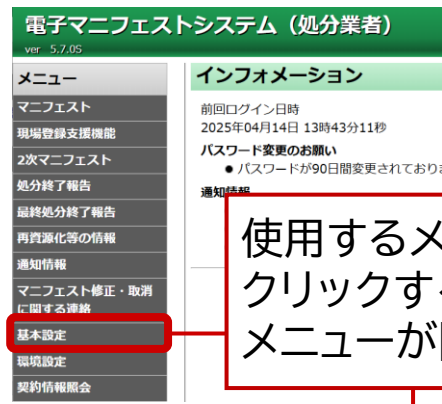 電子マニフェストシステム（処分業者）
ver 5.7.05
メニュー
マニフェスト
現場登録支援機能
2次マニフェスト
処分終了報告
最終処分終了報告
再資源化等の情報
通知情報
マニフェスト修正・取消
に関する連絡
基本設定
環境設定
契約情報照会
インフォメーション
前回ログイン日時
2025年04月14日 13時43分11秒
パスワード変更のお願い
● パスワードが90日間変更されており
通知情報
使用するメ
クリックす
メニューが